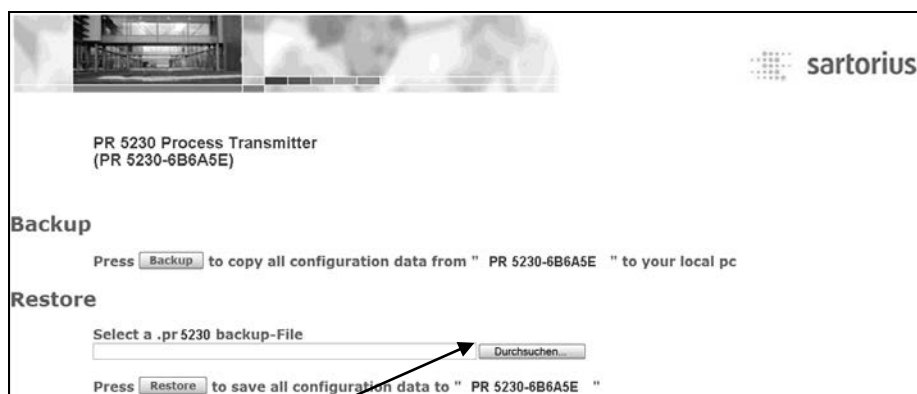 sartorius
PR 5230 Process Transmitter
(PR 5230-6B6A5E)
Backup
Press Backup to copy all configuration data from " PR 5230-6B6A5E " to your local pc
Restore
Select a .pr5230 backup-File
Durchsuchen...
Press Restore to save all configuration data to " PR 5230-6B6A5E "